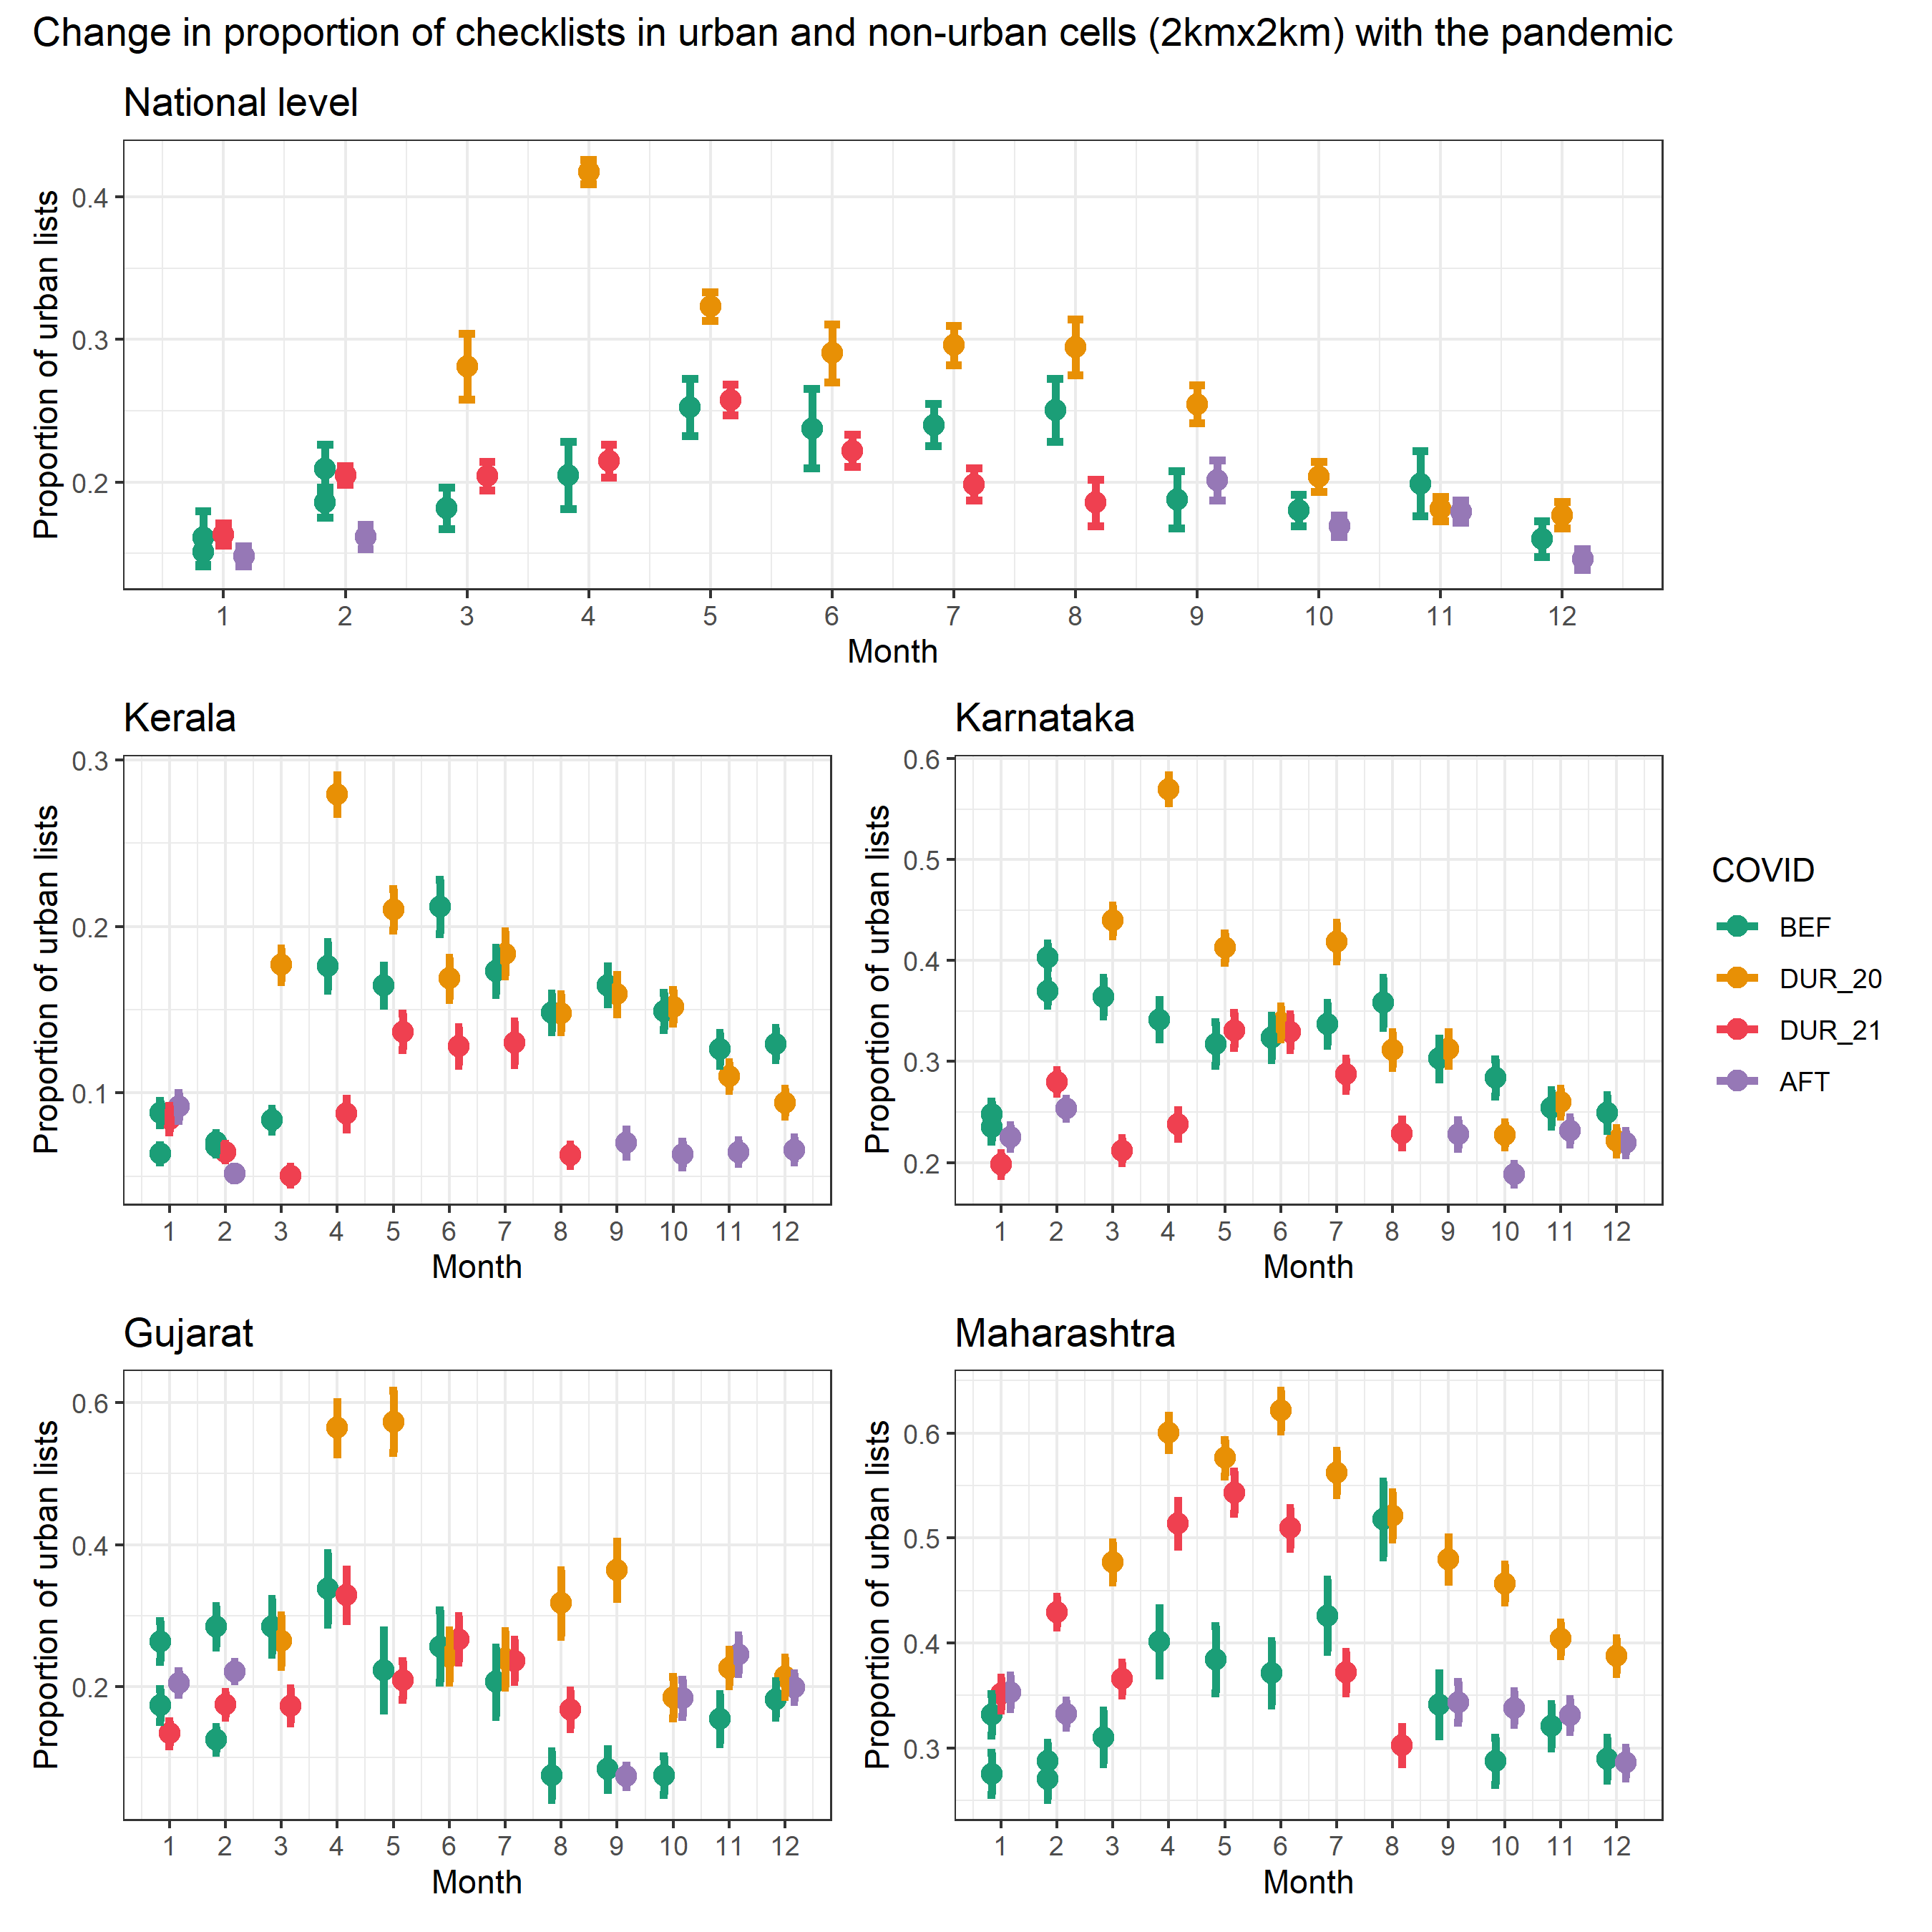 Change in proportion of checklists in urban and non-urban cells (2kmx2km) with the pandemic
National level
Proportion of urban lists
0.4
0.3
0.2
1 2 3 4 5 6 7 8 9 10 11 12
Month
Kerala
Proportion of urban lists
0.3
0.2
0.1
1 2 3 4 5 6 7 8 9 10 11 12
Month
Karnataka
Proportion of urban lists
0.6
0.5
0.4
0.3
0.2
1 2 3 4 5 6 7 8 9 10 11 12
Month
COVID
BEF
DUR_20
DUR_21
AFT
Gujarat
Proportion of urban lists
0.6
0.4
0.2
1 2 3 4 5 6 7 8 9 10 11 12
Month
Maharashtra
Proportion of urban lists
0.6
0.5
0.4
0.3
1 2 3 4 5 6 7 8 9 10 11 12
Month